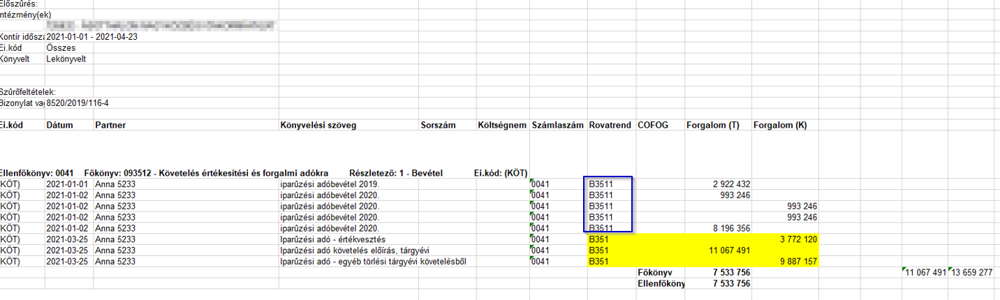 Előszűrés:
Intézmény(ek)
Kontír idősza 2021-01-01 - 2021-04-23
Ei.kód Összes
Könyvelt Lekönyvelt
Szűrőfeltételek:
Bizonylat vag 8520/2019/116-4
Ei.kód Dátum Partner Könyvelési szöveg Sorszám Költségnem Számlaszám Rovatrend COFOG Forgalom (T) Forgalom (K)
Ellenfőkönyv: 0041 Főkönyv: 093512 - Követelés értékesítési és forgalmi adókra Részletező: 1 - Bevétel Ei.kód: (KÖT)
(KÖT) 2021-01-01 Anna 5233 iparűzési adóbevétel 2019. 0041 B3511 2 922 432
(KÖT) 2021-01-02 Anna 5233 iparűzési adóbevétel 2020. 0041 B3511 993 246
(KÖT) 2021-01-02 Anna 5233 iparűzési adóbevétel 2020. 0041 B3511 993 246
(KÖT) 2021-01-02 Anna 5233 iparűzési adóbevétel 2020. 0041 B3511 993 246
(KÖT) 2021-01-02 Anna 5233 iparűzési adóbevétel 2020. 0041 B3511 8 196 356
(KÖT) 2021-03-25 Anna 5233 Iparűzési adó - értékvesztés 0041 B351 3 772 120
(KÖT) 2021-03-25 Anna 5233 Iparűzési adó követelés előírás, tárgyévi 0041 B351 11 067 491
(KÖT) 2021-03-25 Anna 5233 Iparűzési adó - egyéb törlési tárgyévi követelésből 0041 B351 9 887 157
Főkönyv 7 533 756 11 067 491 13 659 277
Ellenfőköny 7 533 756